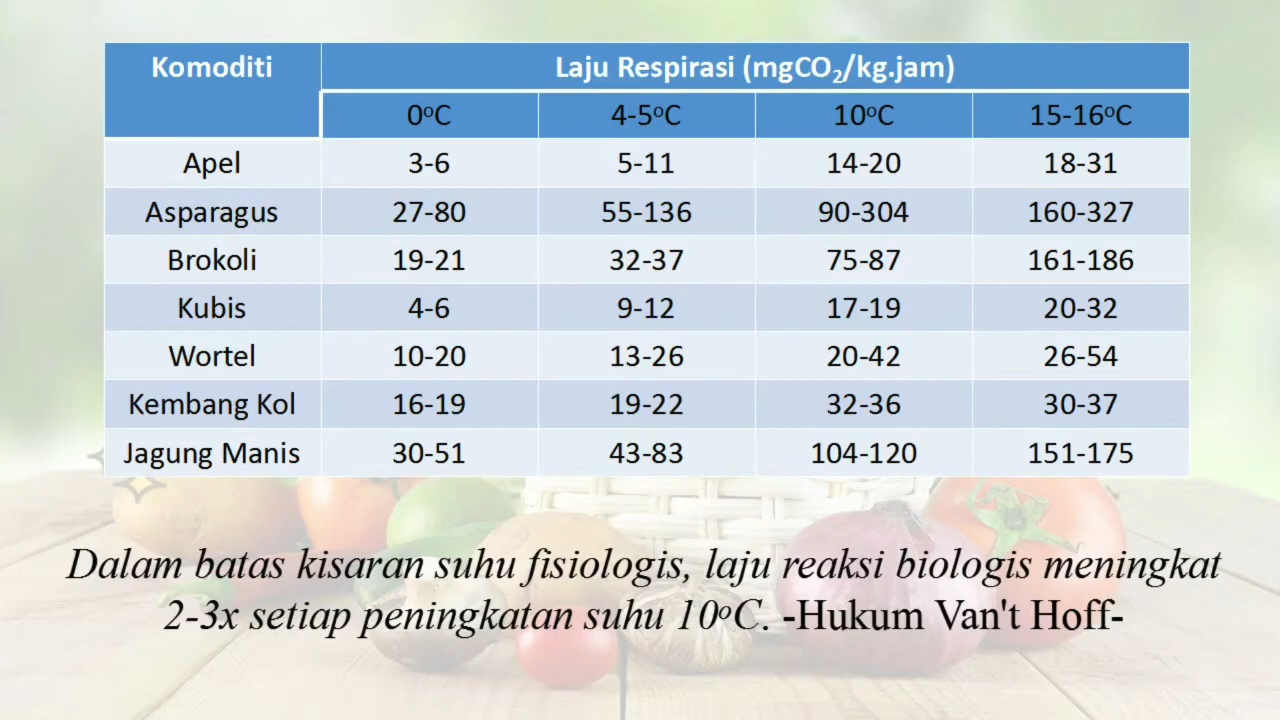 Komoditi Laju Respirasi (mgCO₂/kg.jam)
0ᵒC 4-5ᵒC 10ᵒC 15-16ᵒC
Apel 3-6 5-11 14-20 18-31
Asparagus 27-80 55-136 90-304 160-327
Brokoli 19-21 32-37 75-87 161-186
Kubis 4-6 9-12 17-19 20-32
Wortel 10-20 13-26 20-42 26-54
Kembang Kol 16-19 19-22 32-36 30-37
Jagung Manis 30-51 43-83 104-120 151-175
Dalam batas kisaran suhu fisiologis, laju reaksi biologis meningkat
2-3x setiap peningkatan suhu 10ᵒC. -Hukum Van't Hoff-